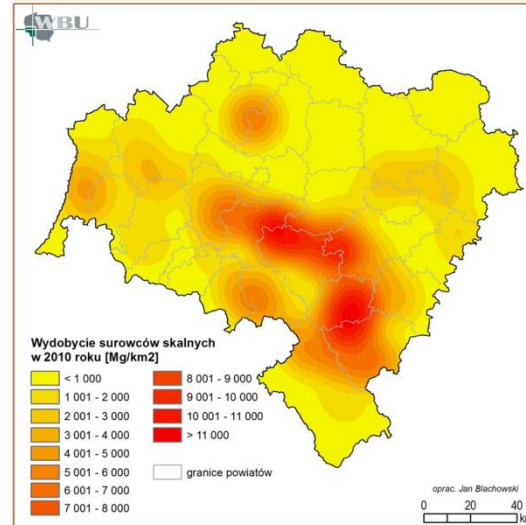 WBU
Wydobycie surowców skalnych
w 2010 roku [Mg/km2]
< 1 000
1 001 - 2 000
2 001 - 3 000
3 001 - 4 000
4 001 - 5 000
5 001 - 6 000
6 001 - 7 000
7 001 - 8 000
8 001 - 9 000
9 001 - 10 000
10 001 - 11 000
> 11 000
granice powiatów
oprac. Jan Blachowski
0 20 40